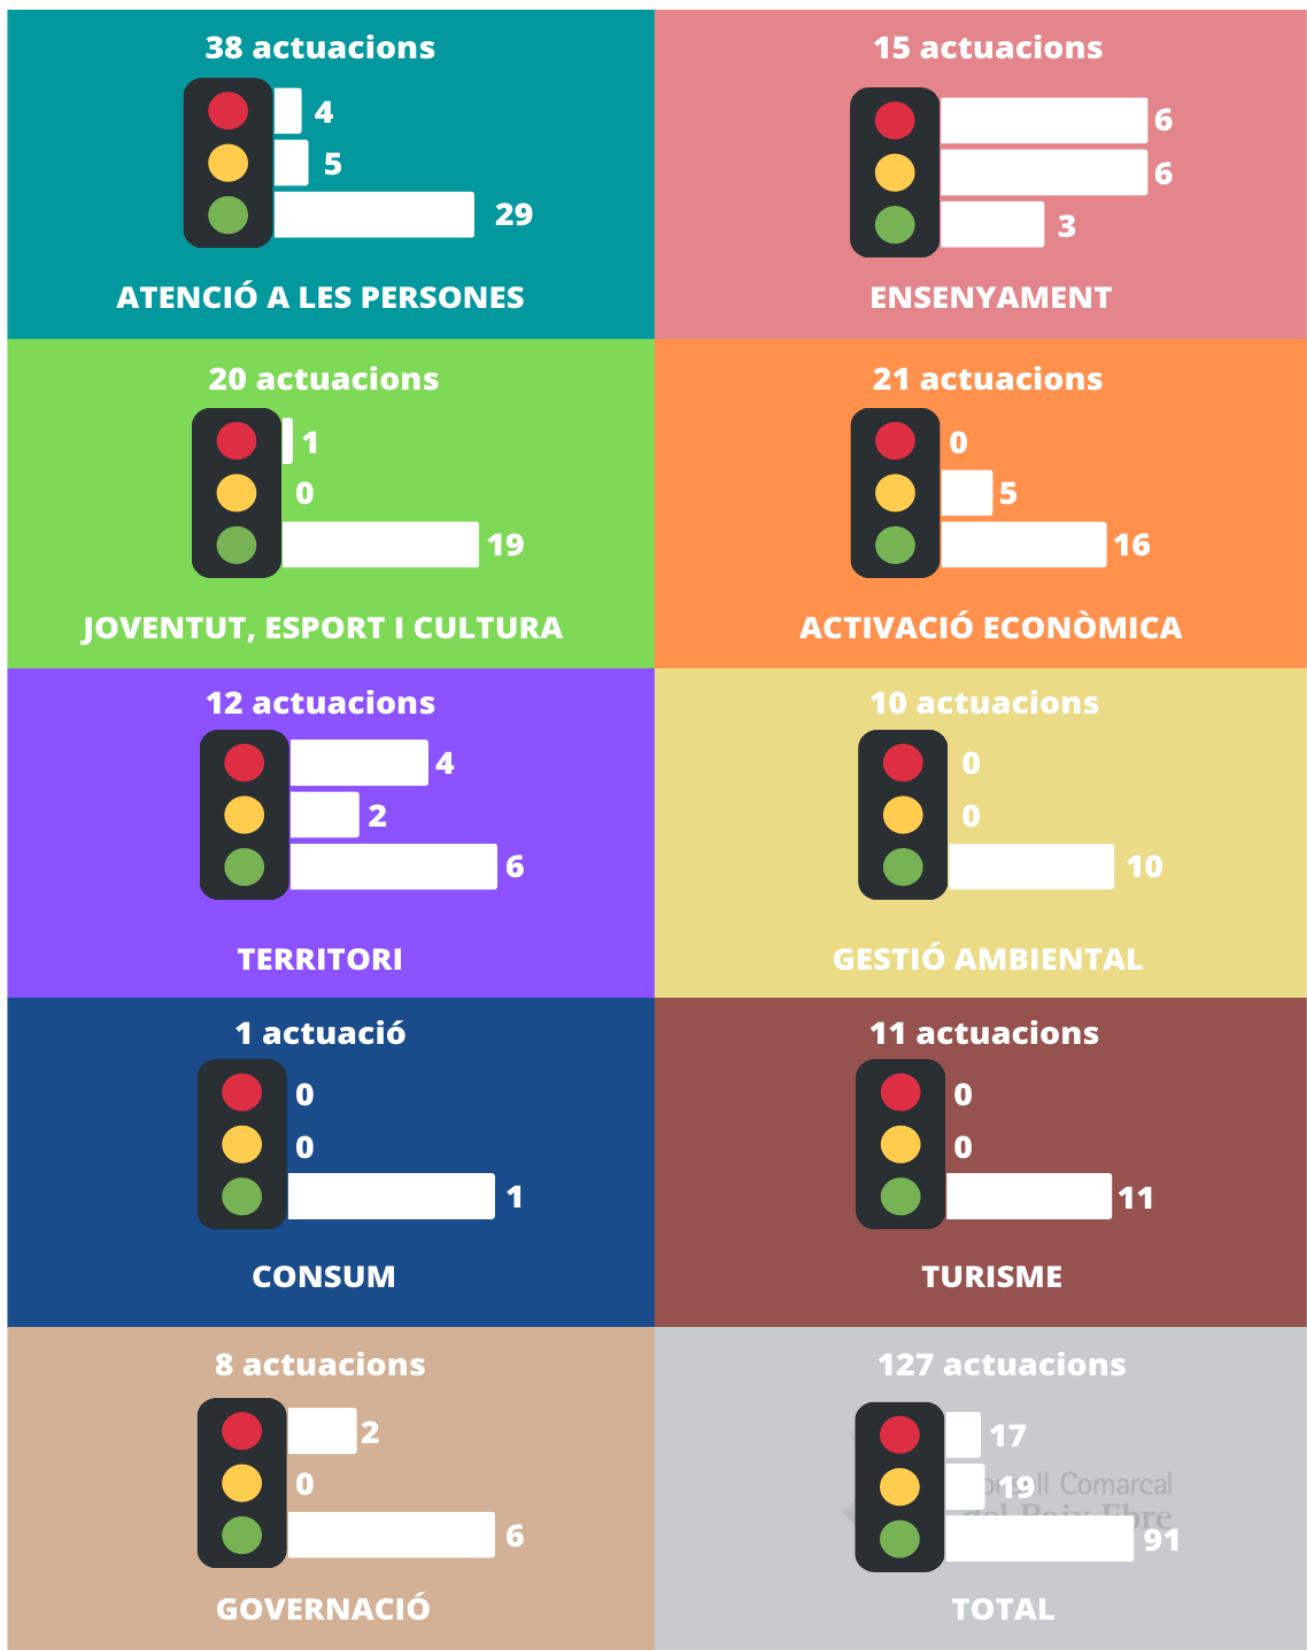 38 actuacions
4
5
29
ATENCIÓ A LES PERSONES
15 actuacions
6
6
3
ENSENYAMENT
20 actuacions
1
0
19
JOVENTUT, ESPORT I CULTURA
21 actuacions
0
5
16
ACTIVACIÓ ECONÒMICA
12 actuacions
4
2
6
TERRITORI
10 actuacions
0
0
10
GESTIÓ AMBIENTAL
1 actuació
0
0
1
CONSUM
11 actuacions
0
0
11
TURISME
8 actuacions
2
0
6
GOVERNACIÓ
127 actuacions
17
19
Comarcal
91
TOTAL